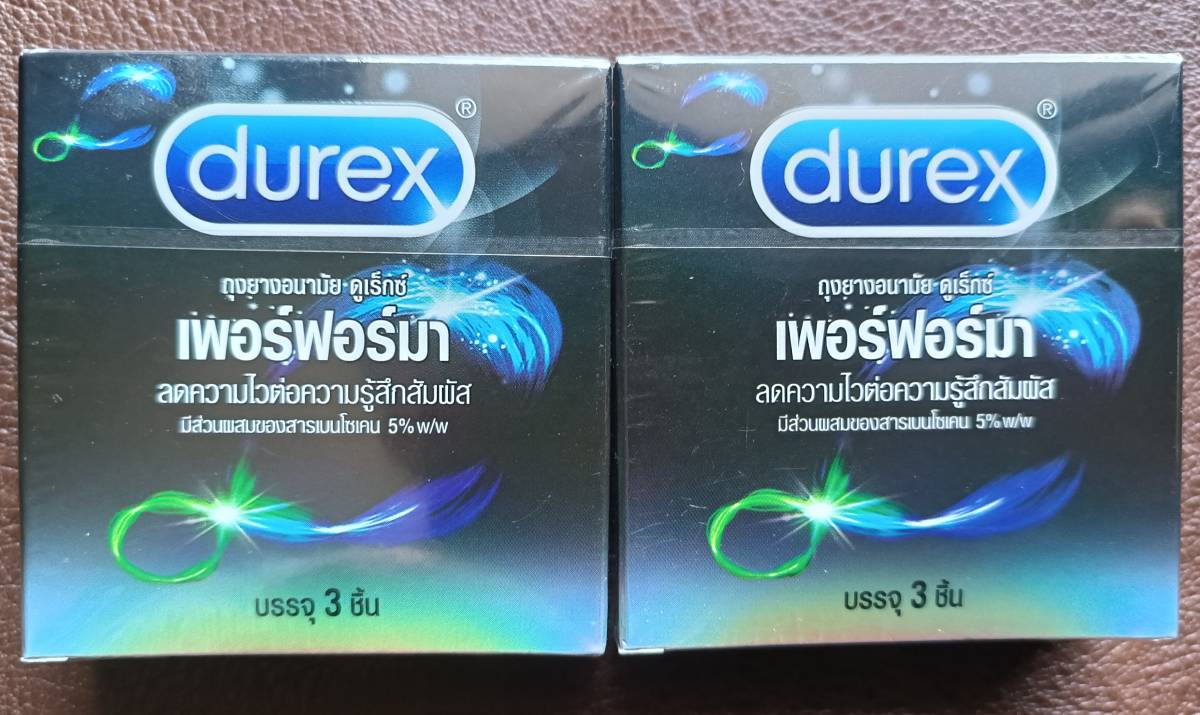 durex®
ถุงยางอนามัย ดูเร็กซ์
เพอร์ฟอร์มา
ลดความไวต่อความรู้สึกสัมผัส
มีส่วนผสมของสารเบนโซเคน 5% w/w
บรรจุ 3 ชิ้น
durex®
ถุงยางอนามัย ดูเร็กซ์
เพอร์ฟอร์มา
ลดความไวต่อความรู้สึกสัมผัส
มีส่วนผสมของสารเบนโซเคน 5% w/w
บรรจุ 3 ชิ้น